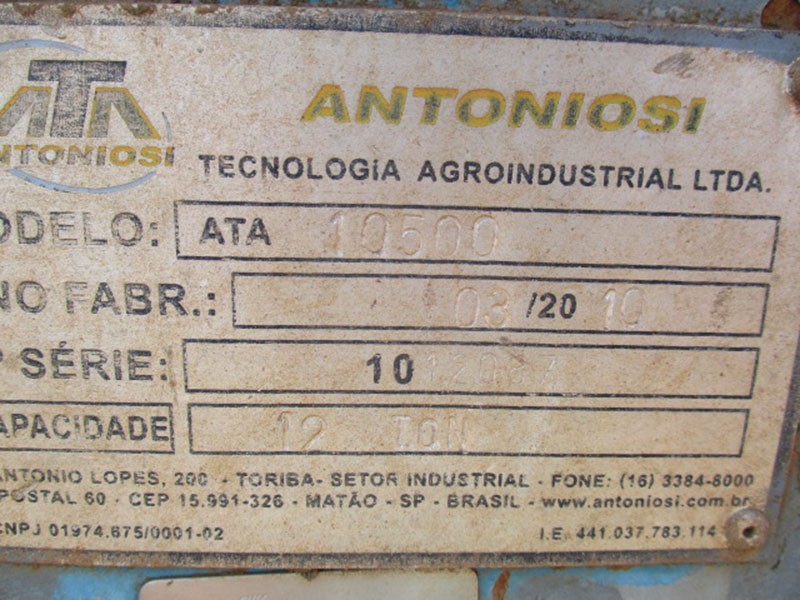 ATA
ANTONIOSI
ANTONIOSI
TECNOLOGIA AGROINDUSTRIAL LTDA.
ODELO: ATA 10500
NO FABR.: 03 /20 10
SÉRIE: 10
APACIDADE 12 TON
ANTONIO LOPES, 200 - TORIBA- SETOR INDUSTRIAL - FONE: (16) 3384-8000
POSTAL 60 - CEP 15.991-326 - MATÃO - SP - BRASIL - www.antoniosi.com.br
CNPJ 01974.675/0001-02 I.E. 441.037.783.114